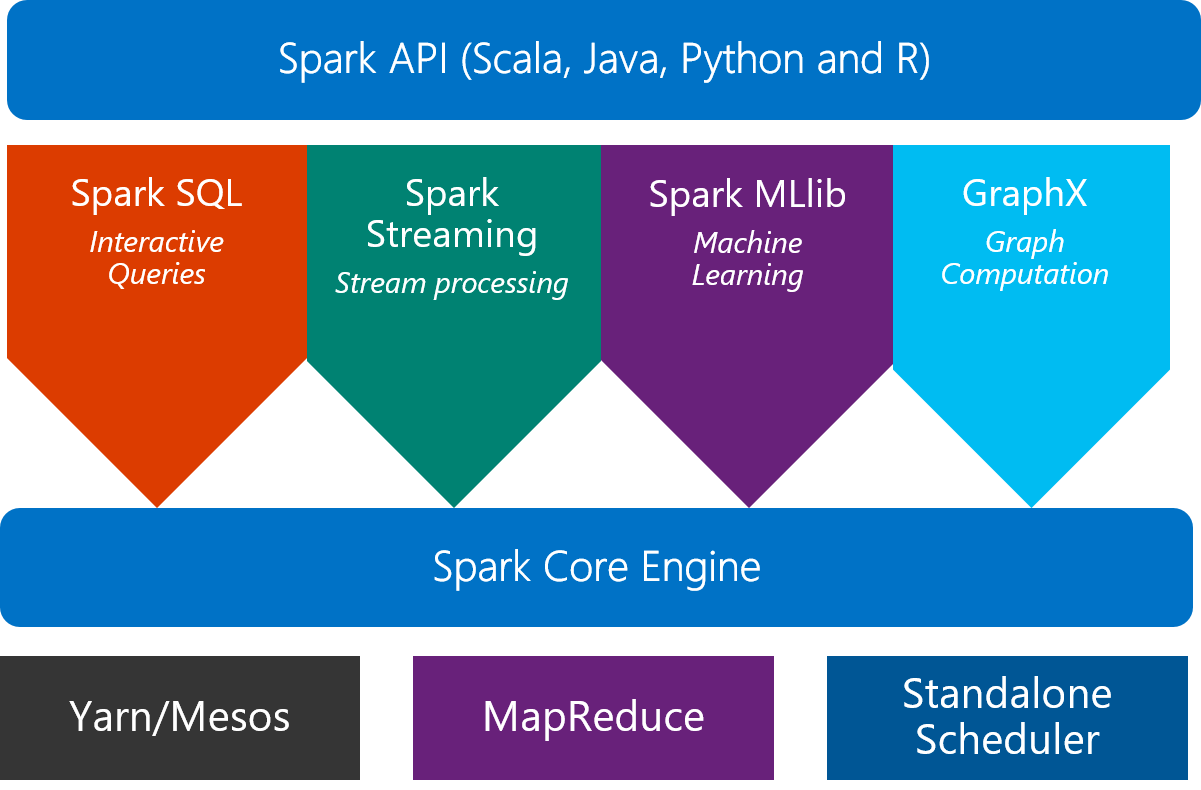 Spark API (Scala, Java, Python and R)
Spark SQL
Interactive
Queries
Spark
Streaming
Stream processing
Spark MLlib
Machine
Learning
GraphX
Graph
Computation
Spark Core Engine
Yarn/Mesos
MapReduce
Standalone
Scheduler